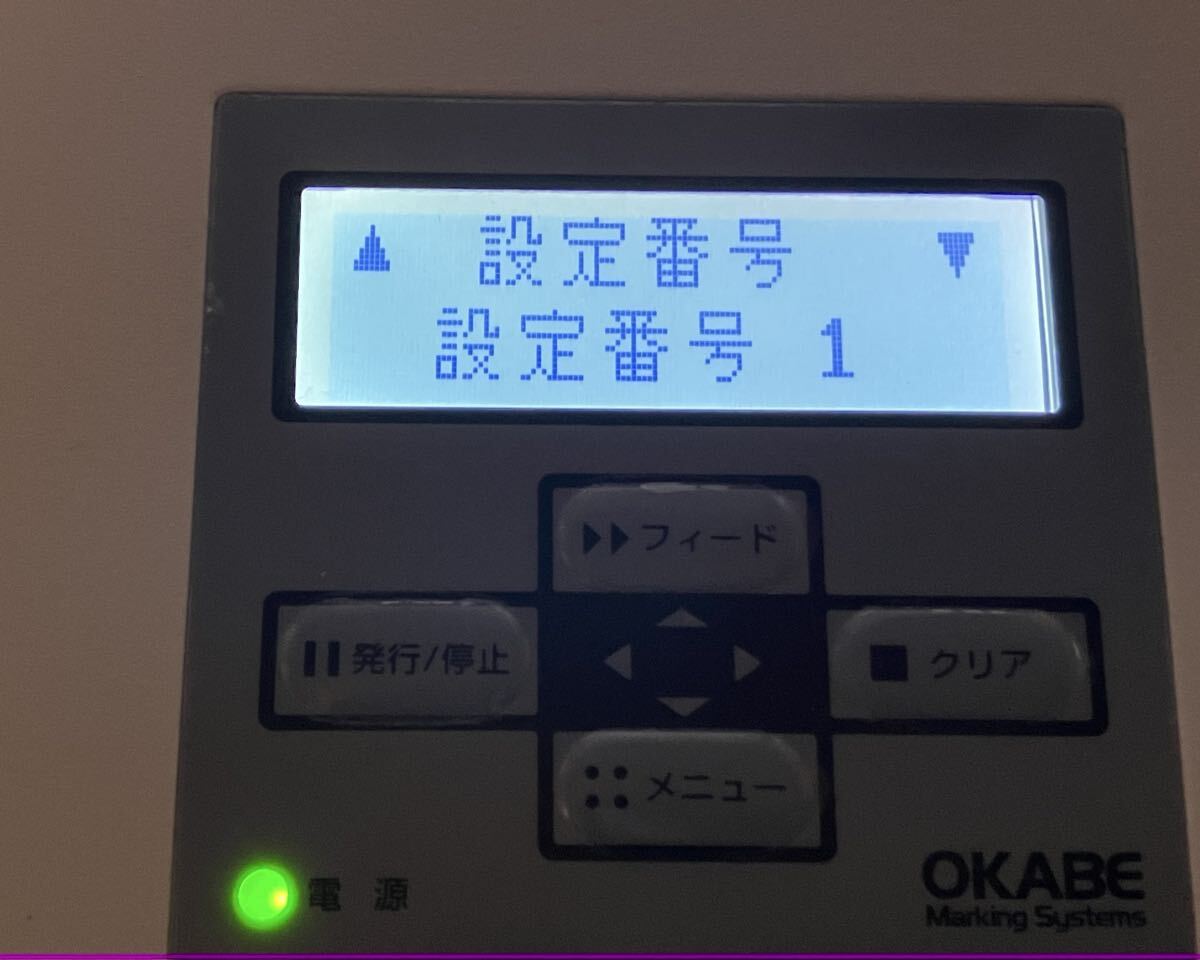 ▲ 設定番号 ▼
設定番号 1
フィード
発行/停止
クリア
メニュー
電源
OKABE
Marking Systems